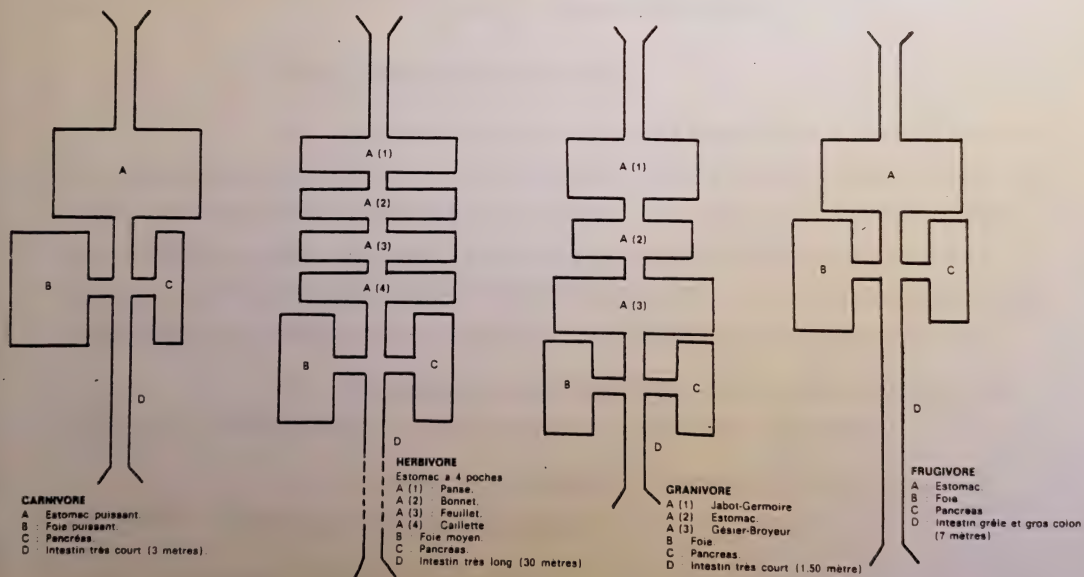 A
B
C
D
CARNIVORE
A : Estomac puissant.
B : Foie puissant.
C : Pancréas.
D : Intestin très court (3 mètres).
A (1)
A (2)
A (3)
A (4)
B
C
D
HERBIVORE
Estomac à 4 poches
A (1) : Panse.
A (2) : Bonnet.
A (3) : Feuillet.
A (4) : Caillette
B : Foie moyen.
C : Pancreas.
D : Intestin très long (30 mètres)
A (1)
A (2)
A (3)
B
C
D
GRANIVORE
A (1) : Jabot-Germoire
A (2) : Estomac.
A (3) : Gésier-Broyeur
B : Foie.
C : Pancreas.
D : Intestin très court (1,50 mètre)
A
B
C
D
FRUGIVORE
A : Estomac.
B : Foie.
C : Pancreas
D : Intestin grêle et gros colon
(7 mètres)